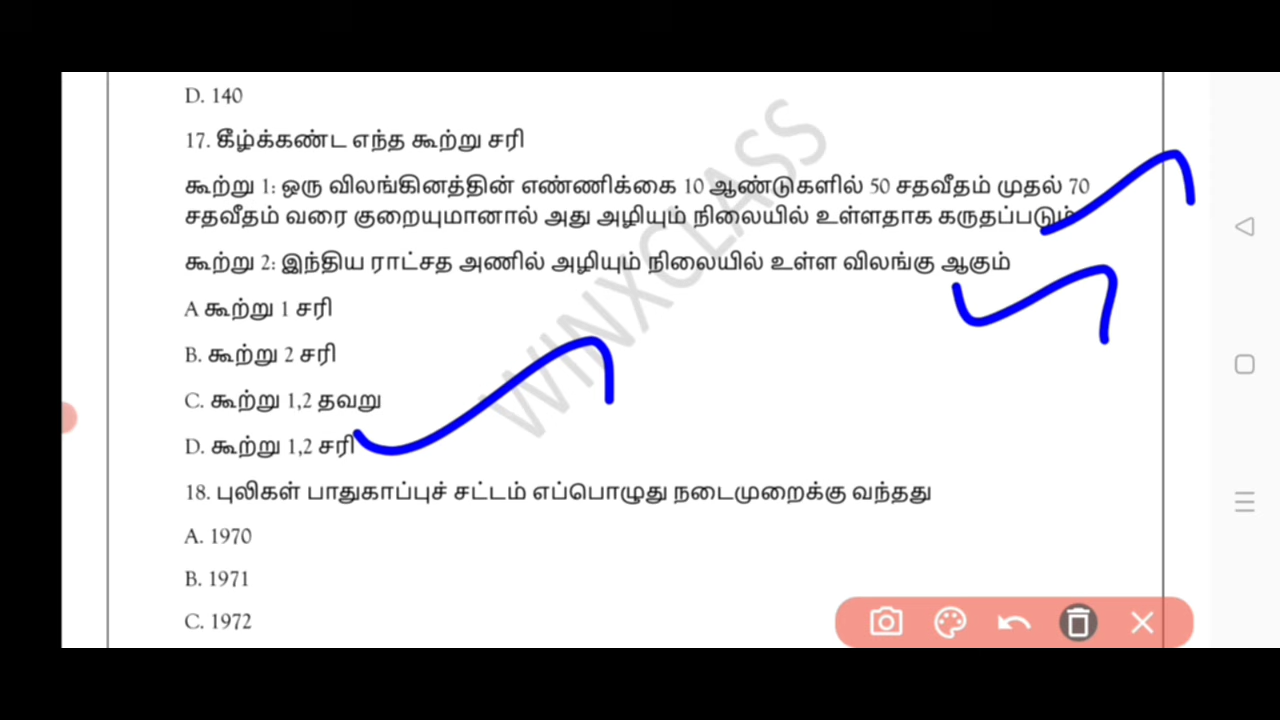 D. 140
17. கீழ்க்கண்ட எந்த கூற்று சரி
கூற்று 1: ஒரு விலங்கினத்தின் எண்ணிக்கை 10 ஆண்டுகளில் 50 சதவீதம் முதல் 70
சதவீதம் வரை குறையுமானால் அது அழியும் நிலையில் உள்ளதாக கருதப்படும்
கூற்று 2: இந்திய ராட்சத அணில் அழியும் நிலையில் உள்ள விலங்கு ஆகும்
A கூற்று 1 சரி
B. கூற்று 2 சரி
C. கூற்று 1,2 தவறு
D. கூற்று 1,2 சரி
18. புலிகள் பாதுகாப்புச் சட்டம் எப்பொழுது நடைமுறைக்கு வந்தது
A. 1970
B. 1971
C. 1972
WINXCLASS